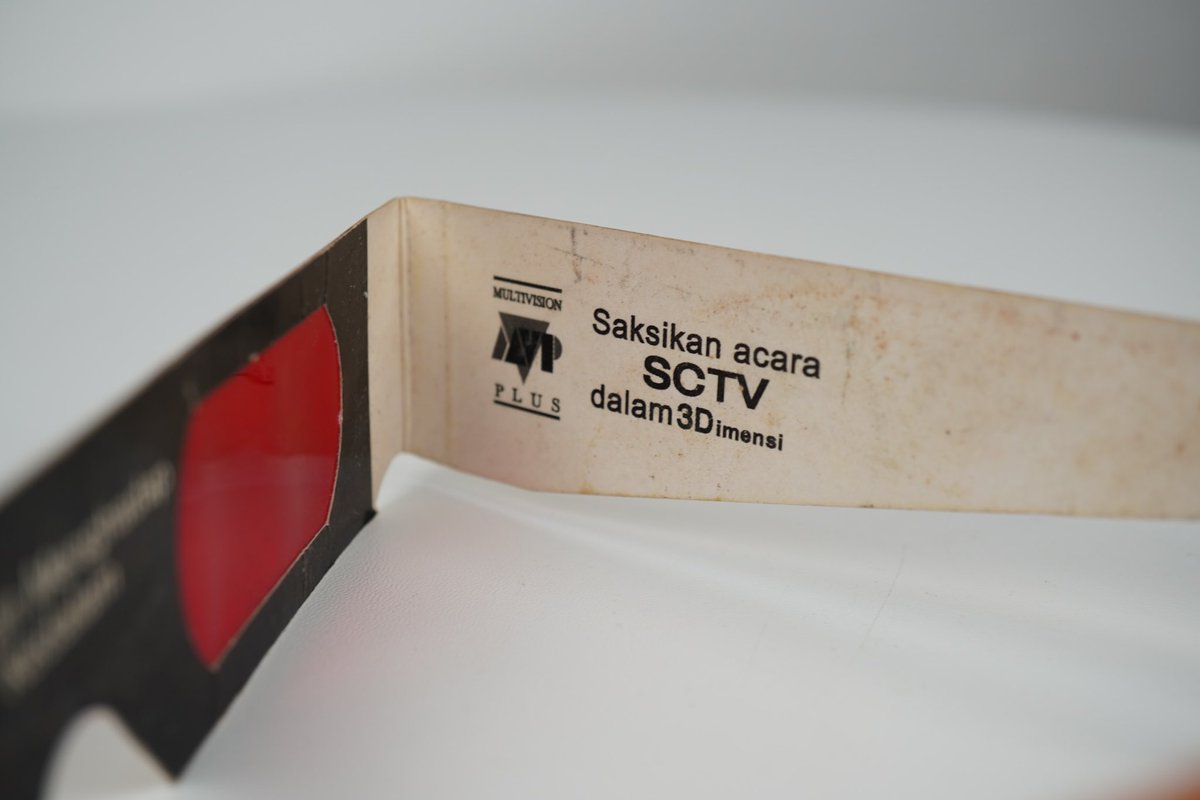 MULTIVISION
MVP
PLUS
Saksikan acara
SCTV
dalam 3Dimensi